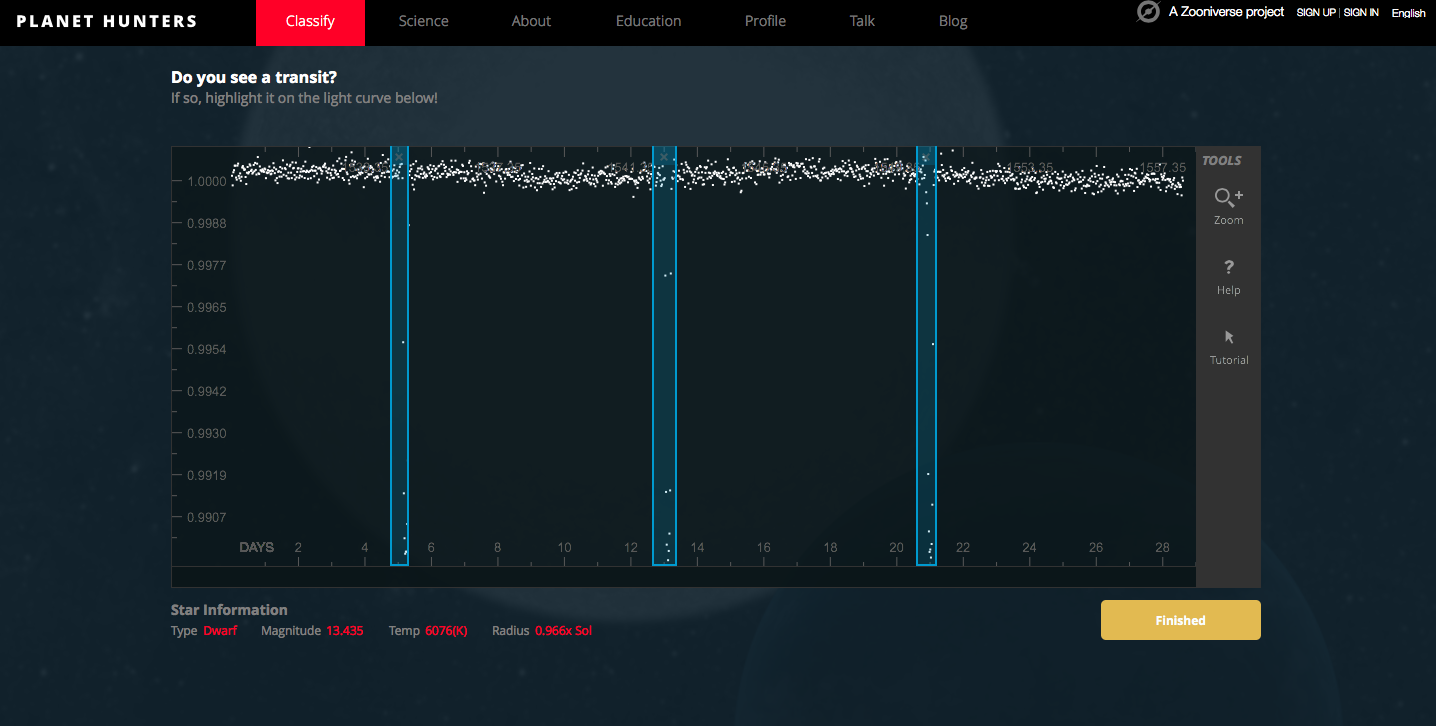 PLANET HUNTERS Classify Science About Education Profile Talk Blog A Zooniverse project SIGN UP | SIGN IN English
Do you see a transit?
If so, highlight it on the light curve below!
TOOLS
1541.35 1553.35 1557.35
1.0000
Zoom
0.9988
0.9977
?
Help
0.9965
0.9954
Tutorial
0.9942
0.9930
0.9919
0.9907
DAYS 2 4 6 8 10 12 14 16 18 20 22 24 26 28
Star Information
Type Dwarf Magnitude 13.435 Temp 6076(K) Radius 0.966x Sol
Finished